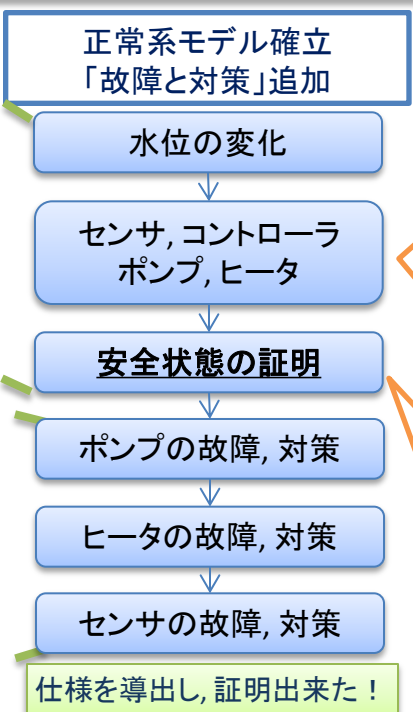 正常系モデル確立
「故障と対策」追加
水位の変化
センサ, コントローラ
ポンプ, ヒータ
安全状態の証明
ポンプの故障, 対策
ヒータの故障, 対策
センサの故障, 対策
仕様を導出し, 証明出来た！